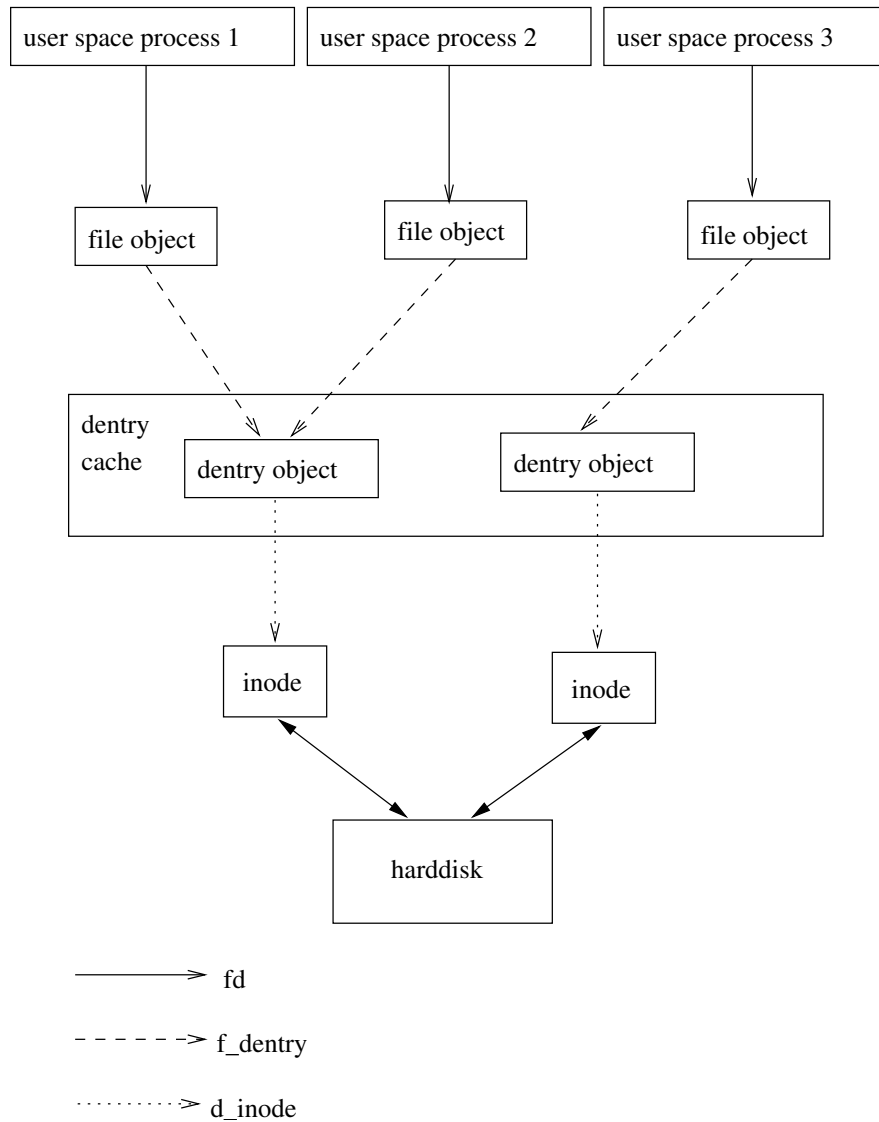 user space process 1
user space process 2
user space process 3
file object
file object
file object
dentry
cache
dentry object
dentry object
inode
inode
harddisk
fd
f_dentry
d_inode